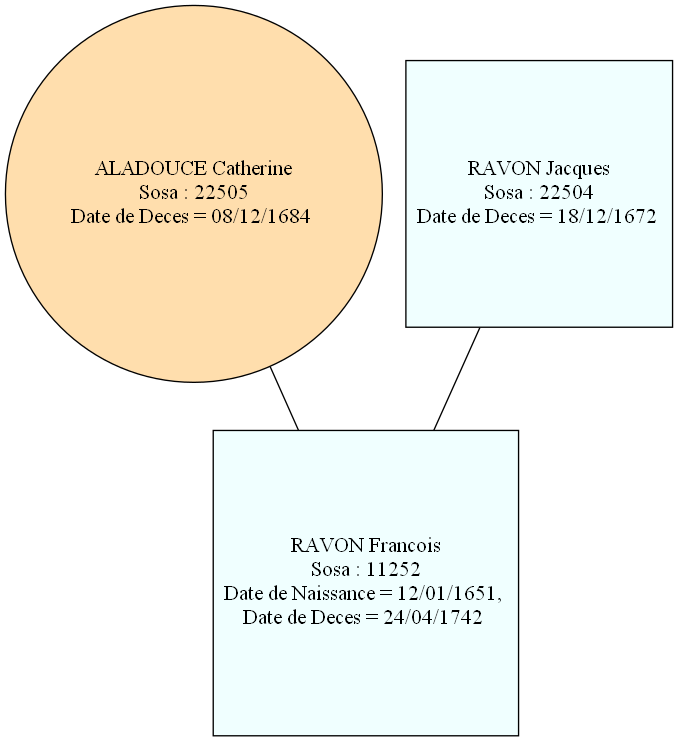 ALADOUCE Catherine
Sosa : 22505
Date de Deces = 08/12/1684
RAVON Jacques
Sosa : 22504
Date de Deces = 18/12/1672
RAVON Francois
Sosa : 11252
Date de Naissance = 12/01/1651,
Date de Deces = 24/04/1742